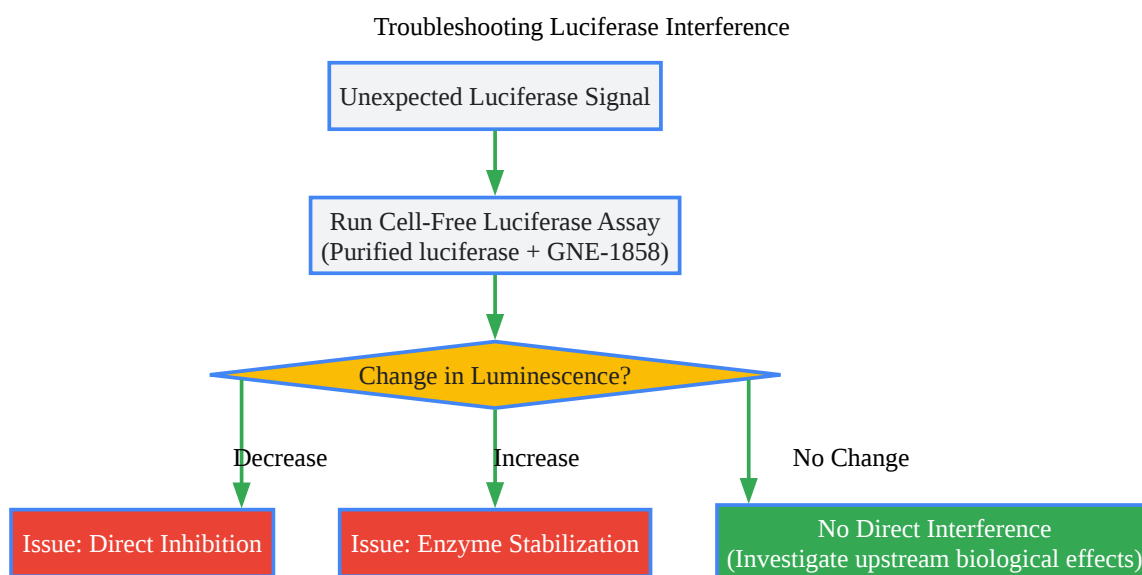 Troubleshooting Luciferase Interference
Unexpected Luciferase Signal
Run Cell-Free Luciferase Assay
(Purified luciferase + GNE-1858)
Change in Luminescence?
Decrease
Increase
No Change
Issue: Direct Inhibition
Issue: Enzyme Stabilization
No Direct Interference
(Investigate upstream biological effects)